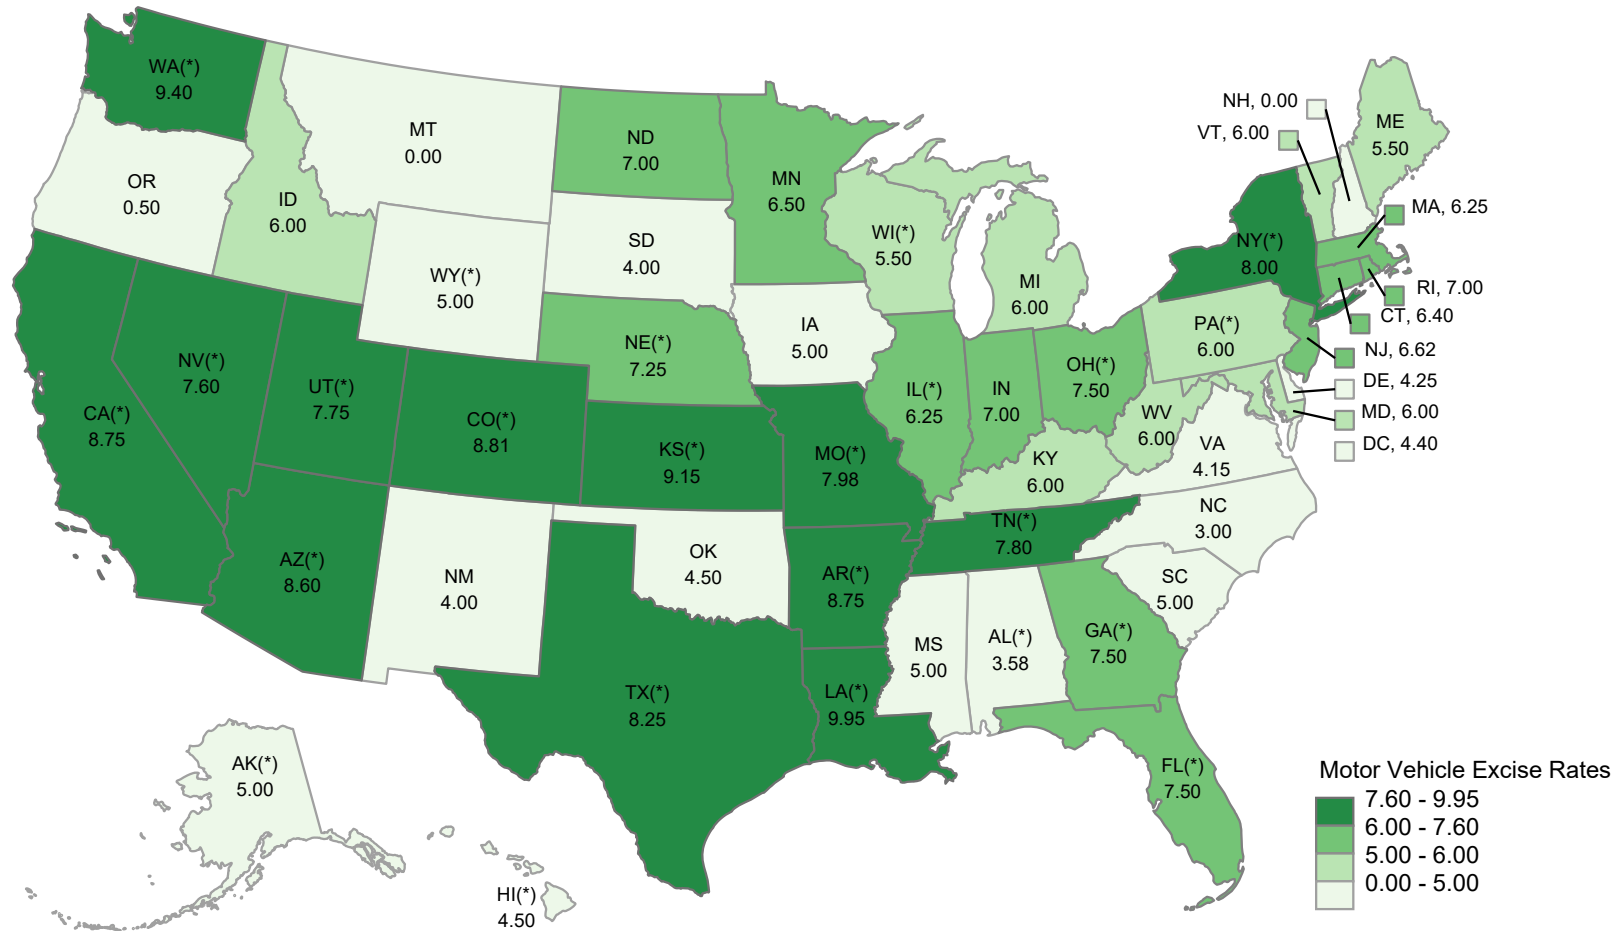 WA(*)
9.40
MT
0.00
ND
7.00
MN
6.50
NH, 0.00
VT, 6.00
ME
5.50
OR
0.50
ID
6.00
WY(*)
5.00
SD
4.00
WI(*)
5.50
MI
6.00
NY(*)
8.00
MA, 6.25
RI, 7.00
CT, 6.40
NJ, 6.62
DE, 4.25
MD, 6.00
DC, 4.40
NV(*)
7.60
UT(*)
7.75
NE(*)
7.25
IA
5.00
PA(*)
6.00
CA(*)
8.75
CO(*)
8.81
KS(*)
9.15
MO(*)
7.98
IL(*)
6.25
IN
7.00
OH(*)
7.50
WV
6.00
VA
4.15
KY
6.00
NC
3.00
TN(*)
7.80
AZ(*)
8.60
NM
4.00
OK
4.50
AR(*)
8.75
SC
5.00
MS
5.00
AL(*)
3.58
GA(*)
7.50
TX(*)
8.25
LA(*)
9.95
FL(*)
7.50
AK(*)
5.00
HI(*)
4.50
Motor Vehicle Excise Rates
7.60 - 9.95
6.00 - 7.60
5.00 - 6.00
0.00 - 5.00